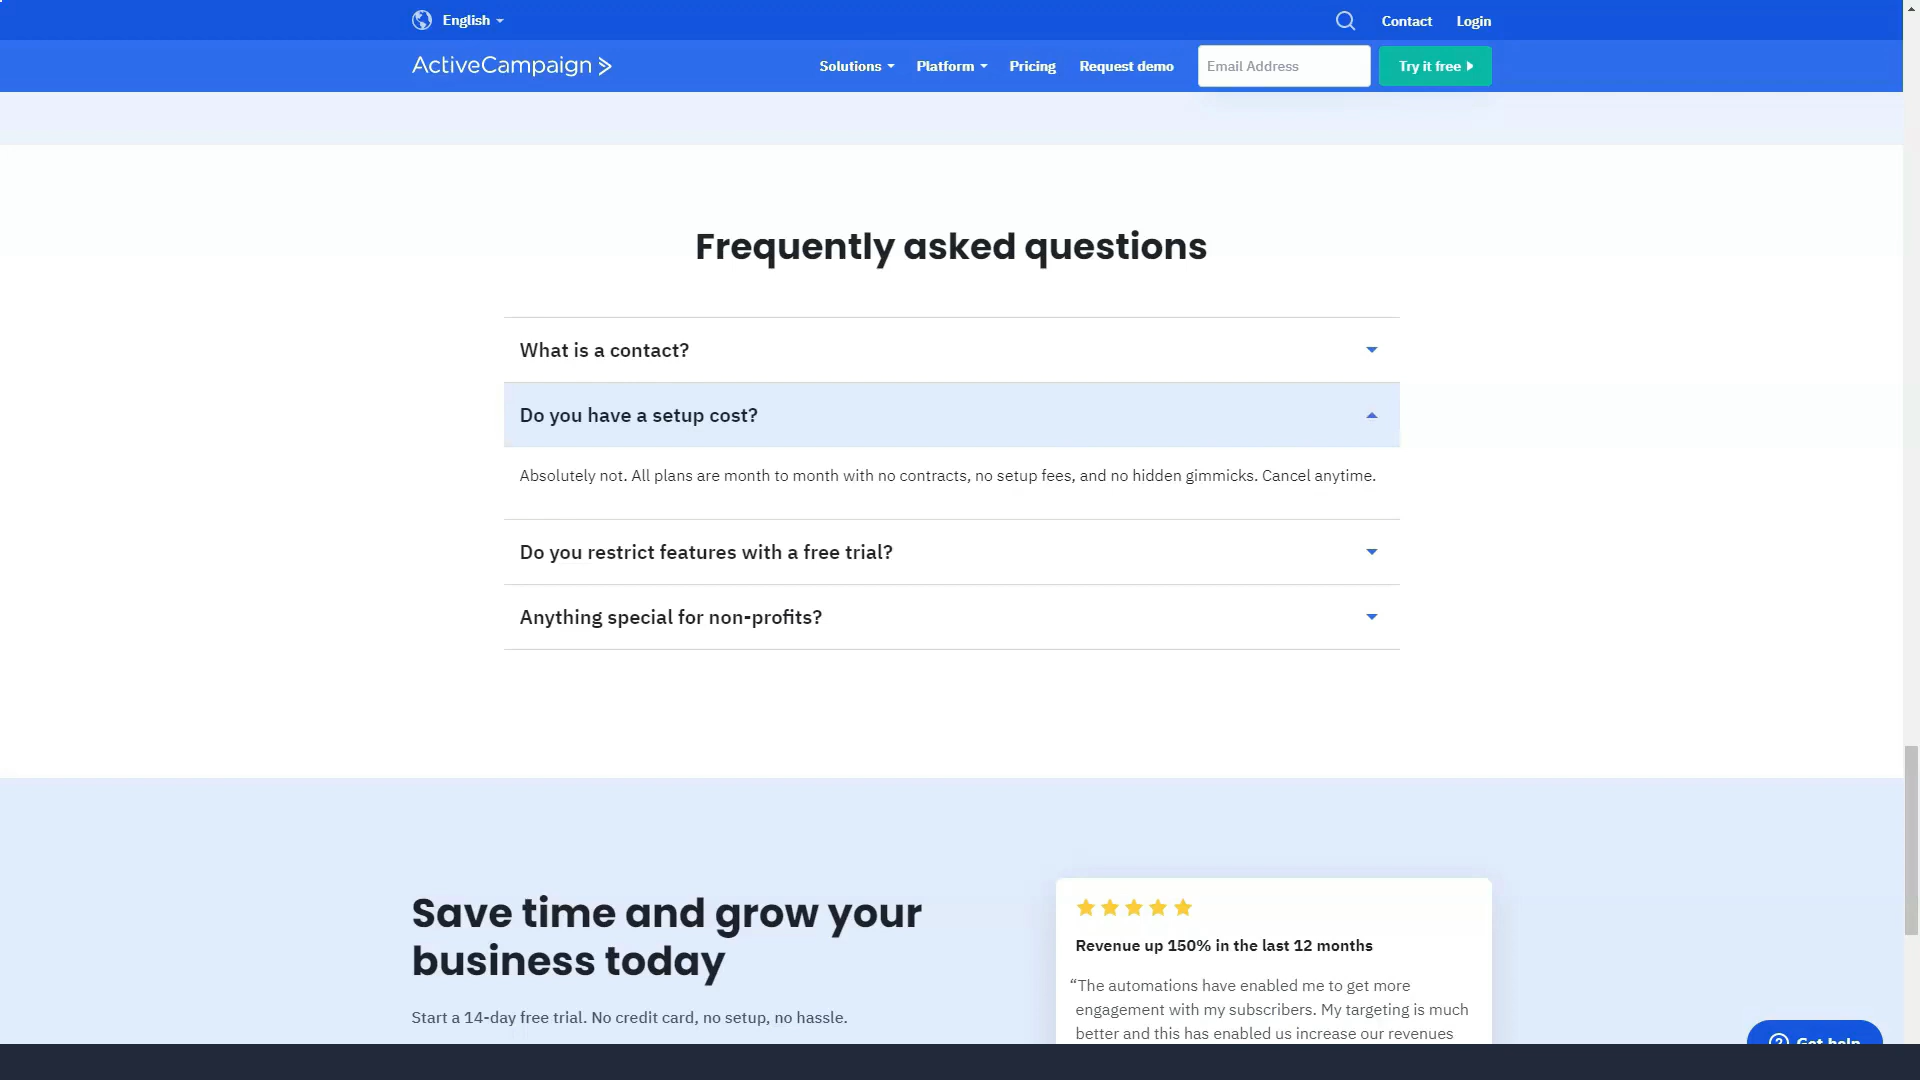 English
Contact
Login
ActiveCampaign
Solutions
Platform
Pricing
Request demo
Email Address
Try it free
Frequently asked questions
What is a contact?
Do you have a setup cost?
Absolutely not. All plans are month to month with no contracts, no setup fees, and no hidden gimmicks. Cancel anytime.
Do you restrict features with a free trial?
Anything special for non-profits?
Save time and grow your
business today
Start a 14-day free trial. No credit card, no setup, no hassle.
Revenue up 150% in the last 12 months
“The automations have enabled me to get more
engagement with my subscribers. My targeting is much
better and this has enabled us increase our revenues
Get help